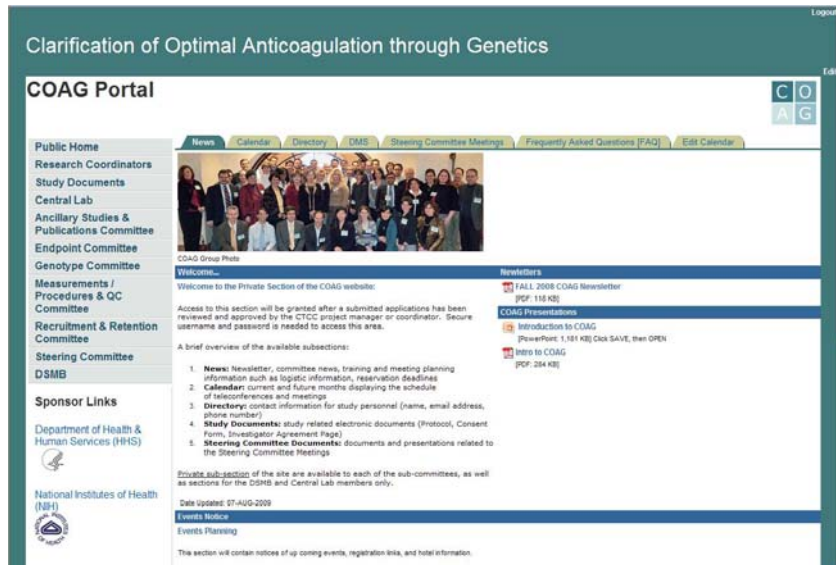 Logout
Clarification of Optimal Anticoagulation through Genetics
Edit
COAG Portal
C O
A G
News
Calendar
Directory
DMS
Steering Committee Meetings
Frequently Asked Questions [FAQ]
Edit Calendar
Public Home
Research Coordinators
Study Documents
Central Lab
Ancillary Studies &
Publications Committee
Endpoint Committee
Genotype Committee
Measurements /
Procedures & QC
Committee
Recruitment & Retention
Committee
Steering Committee
DSMB
Sponsor Links
Department of Health &
Human Services (HHS)
National Institutes of Health
(NIH)
COAG Group Photo
Welcome...
Welcome to the Private Section of the COAG website:
Access to this section will be granted after a submitted applications has been
reviewed and approved by the CTCC project manager or coordinator. Secure
username and password is needed to access this area.
A brief overview of the available subsections:
1. News: Newsletter, committee news, training and meeting planning
information such as logistic information, reservation deadlines
2. Calendar: current and future months displaying the schedule
of teleconferences and meetings
3. Directory: contact information for study personnel (name, email address,
phone number)
4. Study Documents: study related electronic documents (Protocol, Consent
Form, Investigator Agreement Page)
5. Steering Committee Documents: documents and presentations related to
the Steering Committee Meetings
Private sub-section of the site are available to each of the sub-committees, as well
as sections for the DSMB and Central Lab members only.
Date Updated: 07-AUG-2009
Events Notice
Events Planning
This section will contain notices of up coming events, registration links, and hotel information.
Newletters
FALL 2008 COAG Newsletter
[PDF: 118 KB]
COAG Presentations
Introduction to COAG
[PowerPoint: 1,181 KB] Click SAVE, then OPEN
Intro to COAG
[PDF: 284 KB]